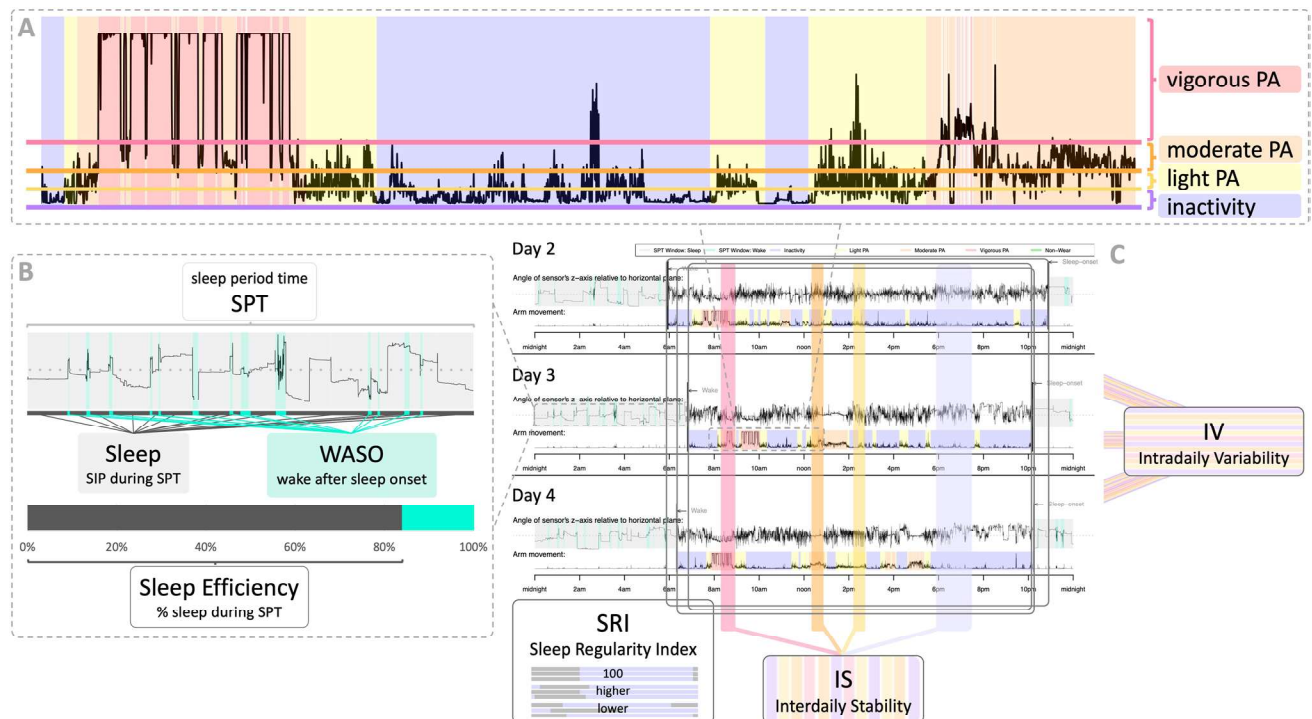 A
vigorous PA
moderate PA
light PA
inactivity
B
sleep period time
SPT
Sleep
SIP during SPT
WASO
wake after sleep onset
0% 20% 40% 60% 80% 100%
Sleep Efficiency
% sleep during SPT
Day 2
SPT Window: Sleep SPT Window: Wake Inactivity Light PA Moderate PA Vigorous PA Non-Wear
C
Sleep-onset
Angle of sensor's z-axis relative to horizontal plane:
Arm movement:
midnight 2am 4am 6am 8am 10am noon 2pm 4pm 6pm 8pm 10pm midnight
Day 3
Wake
Sleep-onset
Angle of sensor's z-axis relative to horizontal plane:
Arm movement:
midnight 2am 4am 6am 8am 10am noon 2pm 4pm 6pm 8pm 10pm midnight
Day 4
Wake
Sleep-onset
Angle of sensor's z-axis relative to horizontal plane:
Arm movement:
midnight 2am 4am 6am 8am 10am noon 2pm 4pm 6pm 8pm 10pm midnight
IV
Intradaily Variability
SRI
Sleep Regularity Index
100
higher
lower
IS
Interdaily Stability